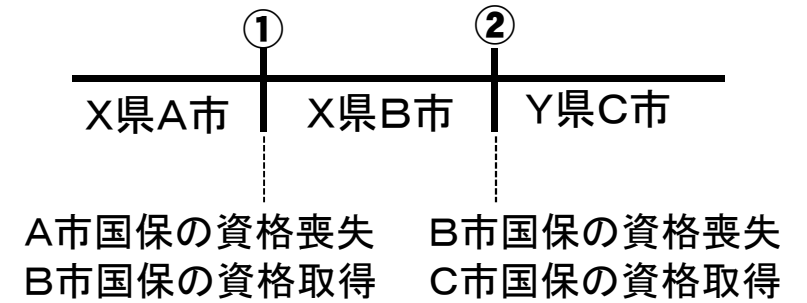 ① ②
X県A市 X県B市 Y県C市
A市国保の資格喪失 B市国保の資格喪失
B市国保の資格取得 C市国保の資格取得